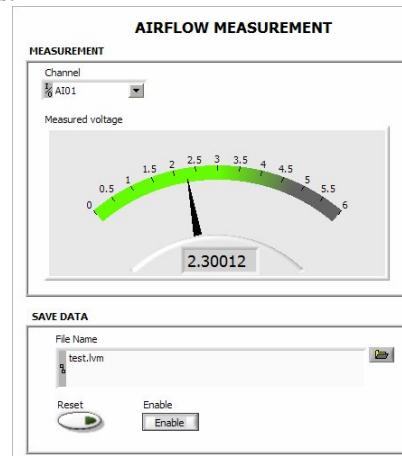 AIRFLOW MEASUREMENT
MEASUREMENT
Channel
I/O AI01
Measured voltage
0 0.5 1 1.5 2 2.5 3 3.5 4 4.5 5 5.5 6
2.30012
SAVE DATA
File Name
test.lvm
Reset Enable
Enable